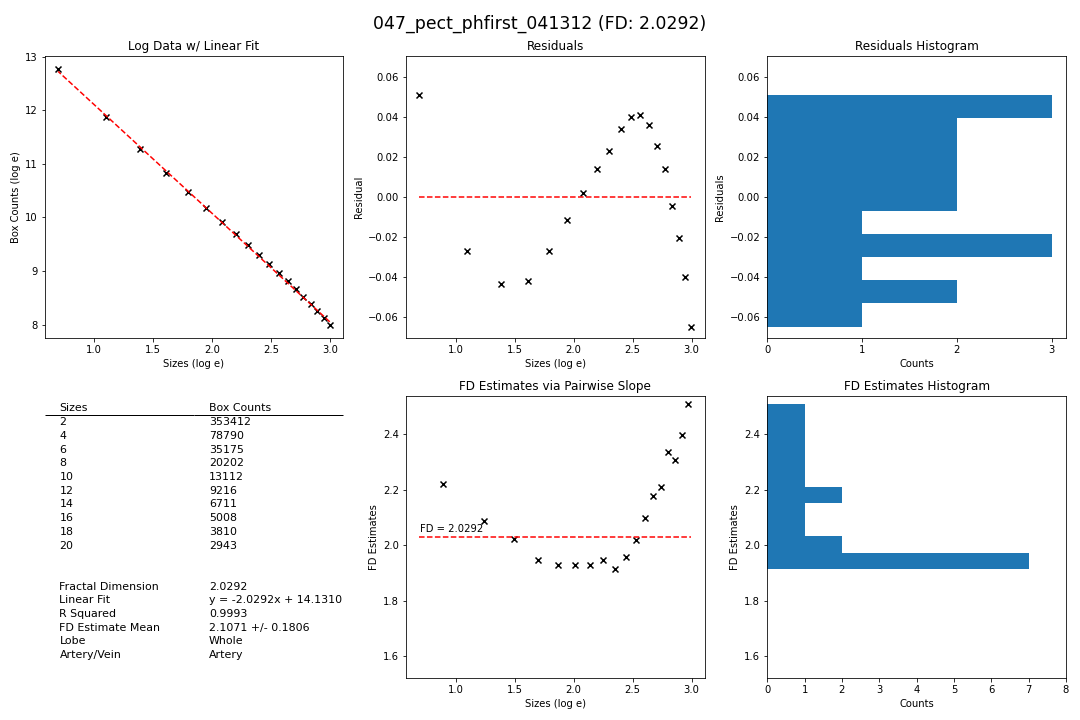 047_pect_phfirst_041312 (FD: 2.0292)
Log Data w/ Linear Fit
13
12
11
10
9
8
Box Counts (log e)
1.0 1.5 2.0 2.5 3.0
Sizes (log e)
Residuals
0.06
0.04
0.02
0.00
−0.02
−0.04
−0.06
Residual
1.0 1.5 2.0 2.5 3.0
Sizes (log e)
Residuals Histogram
0.06
0.04
0.02
0.00
−0.02
−0.04
−0.06
Residuals
0 1 2 3
Counts
Sizes Box Counts
2 353412
4 78790
6 35175
8 20202
10 13112
12 9216
14 6711
16 5008
18 3810
20 2943
Fractal Dimension 2.0292
Linear Fit y = -2.0292x + 14.1310
R Squared 0.9993
FD Estimate Mean 2.1071 +/- 0.1806
Lobe Whole
Artery/Vein Artery
FD Estimates via Pairwise Slope
2.4
2.2
2.0
1.8
1.6
FD Estimates
FD = 2.0292
1.0 1.5 2.0 2.5 3.0
Sizes (log e)
FD Estimates Histogram
2.4
2.2
2.0
1.8
1.6
FD Estimates
0 1 2 3 4 5 6 7 8
Counts